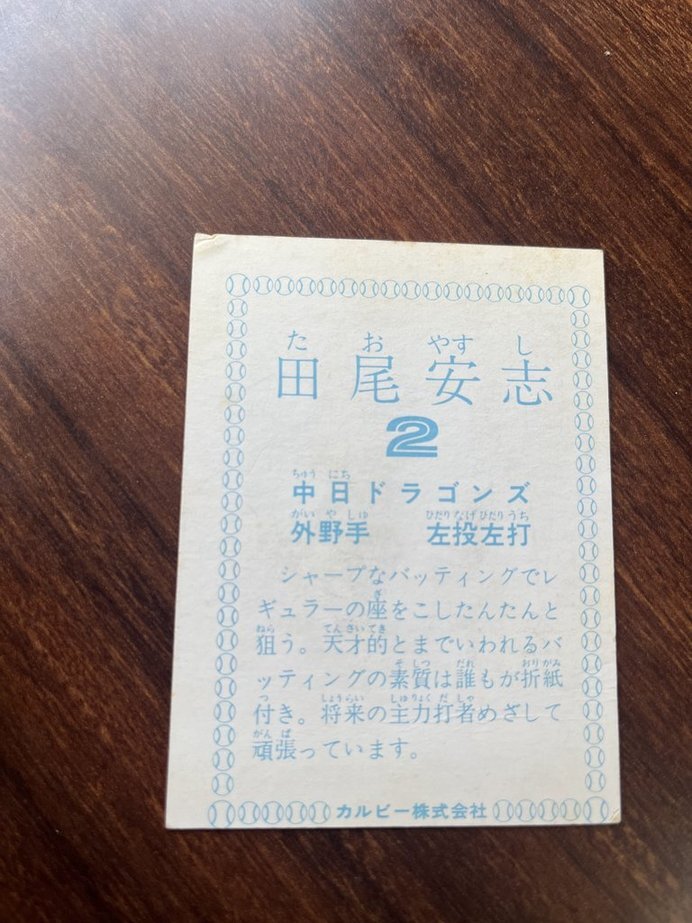 たおやすし
田尾安志
2
ちゅうにち
中日ドラゴンズ
がいやしゅ ひだりなげひだりうち
外野手 左投左打
シャープなバッティングでレ
ざ
ギュラーの座をこしたんたんと
ねら てんさいてき
狙う。天才的とまでいわれるバ
そしつ だれ おりがみ
ッティングの素質は誰もが折紙
つ しょうらい しゅりょくだしゃ
付き。将来の主力打者めざして
がんば
頑張っています。
カルビー株式会社